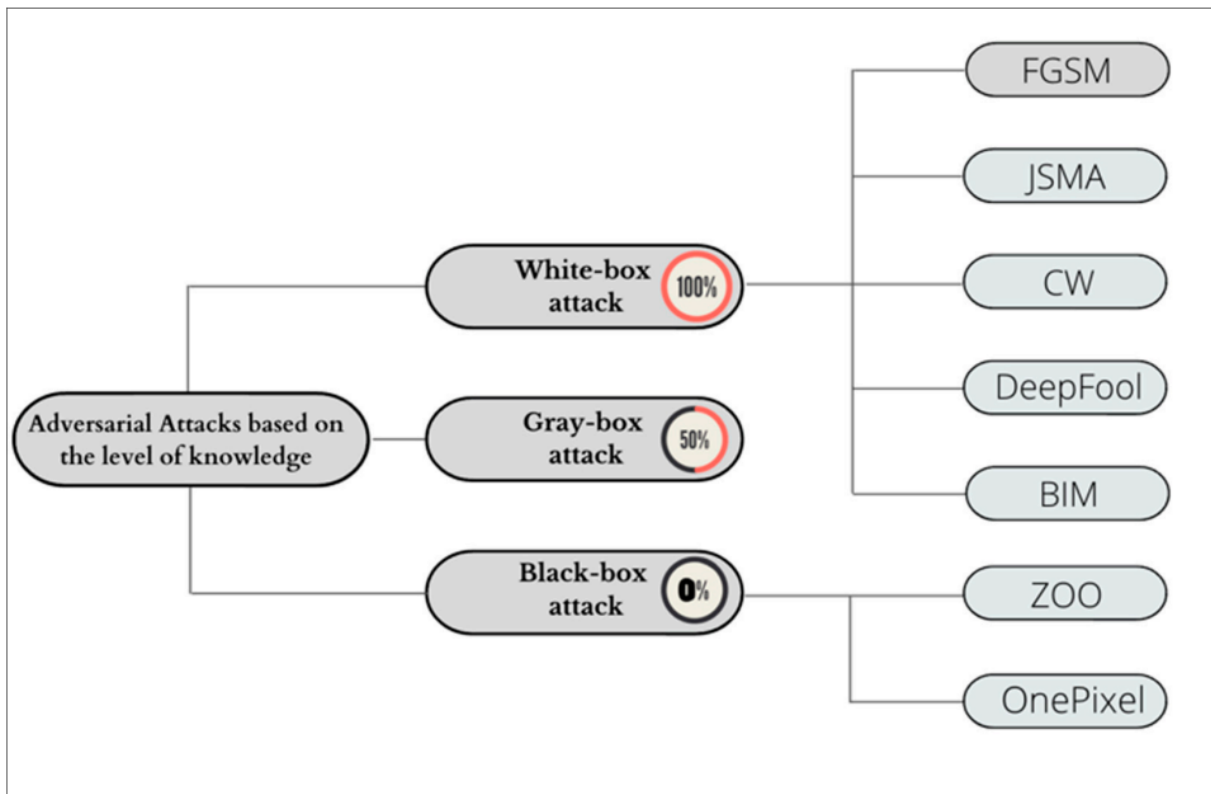 Adversarial Attacks based on
the level of knowledge
White-box
attack
100%
Gray-box
attack
50%
Black-box
attack
0%
FGSM
JSMA
CW
DeepFool
BIM
ZOO
OnePixel